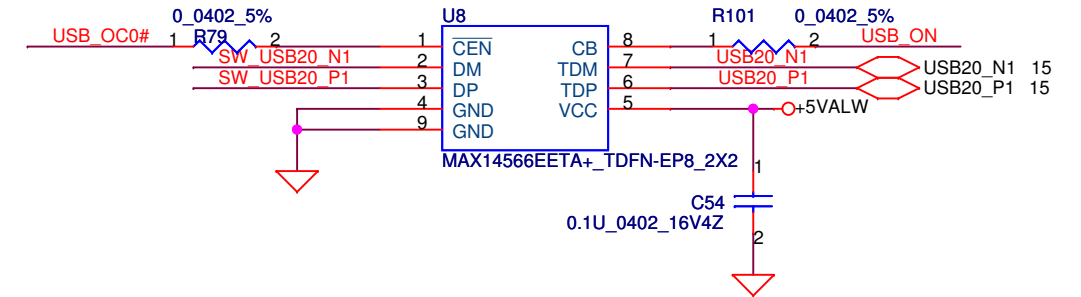 0_0402_5%
U8
R101
0_0402_5%
USB_OC0#
1
R79
2
1
CEN
CB
8
1
2
USB_ON
SW_USB20_N1
2
DM
TDM
7
USB20_N1
USB20_N1 15
SW_USB20_P1
3
DP
TDP
6
USB20_P1
USB20_P1 15
4
GND
VCC
5
+5VALW
9
GND
MAX14566EETA+_TDFN-EP8_2X2
1
C54
0.1U_0402_16V4Z
2